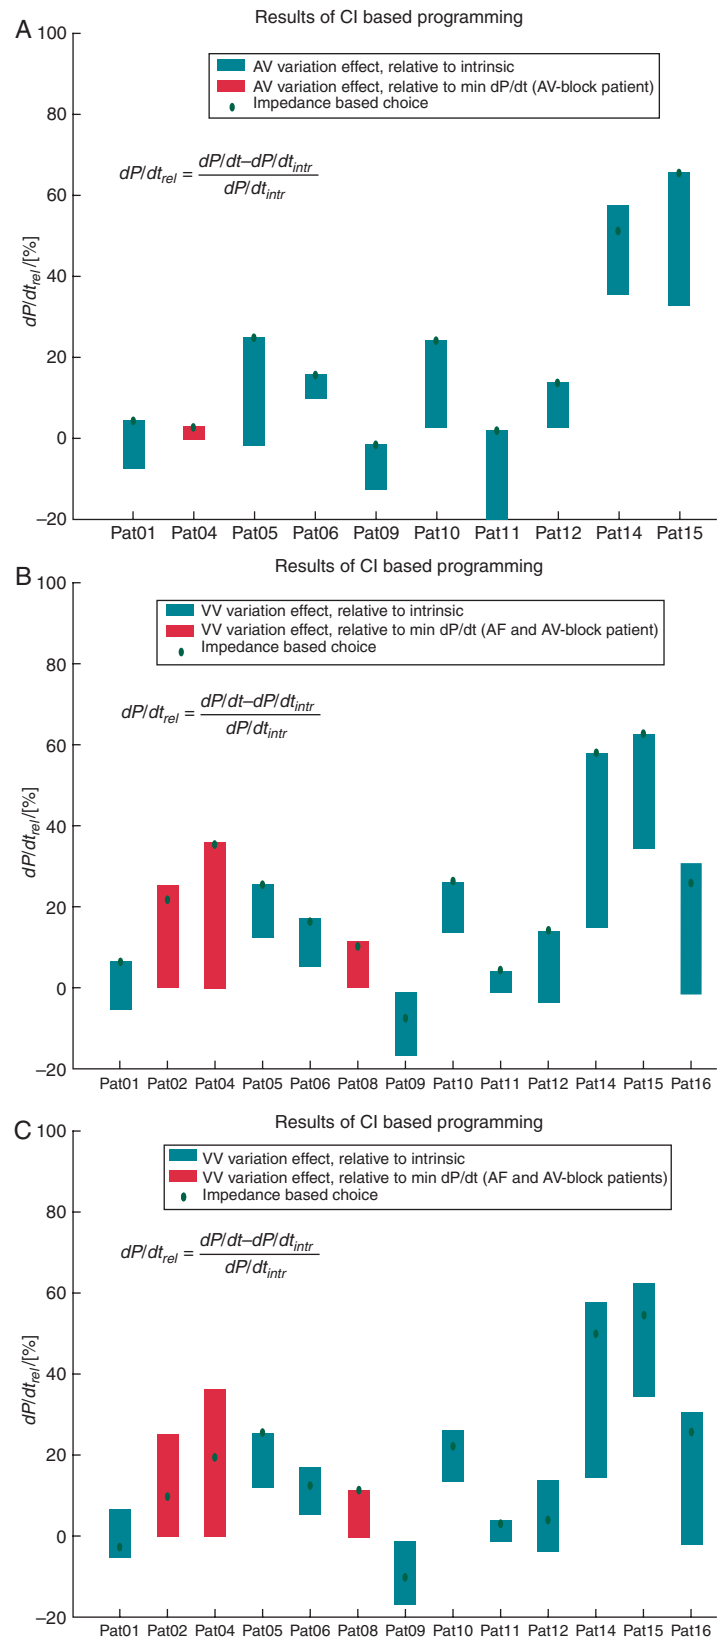 A
Results of CI based programming
100
80
60
40
20
0
–20
dP/dt_rel/[%]
AV variation effect, relative to intrinsic
AV variation effect, relative to min dP/dt (AV-block patient)
Impedance based choice
dP/dt_rel = dP/dt–dP/dt_intr
dP/dt_intr
Pat01 Pat04 Pat05 Pat06 Pat09 Pat10 Pat11 Pat12 Pat14 Pat15
B
Results of CI based programming
100
80
60
40
20
0
–20
dP/dt_rel/[%]
VV variation effect, relative to intrinsic
VV variation effect, relative to min dP/dt (AF and AV-block patient)
Impedance based choice
dP/dt_rel = dP/dt–dP/dt_intr
dP/dt_intr
Pat01 Pat02 Pat04 Pat05 Pat06 Pat08 Pat09 Pat10 Pat11 Pat12 Pat14 Pat15 Pat16
C
Results of CI based programming
100
80
60
40
20
0
–20
dP/dt_rel/[%]
VV variation effect, relative to intrinsic
VV variation effect, relative to min dP/dt (AF and AV-block patients)
Impedance based choice
dP/dt_rel = dP/dt–dP/dt_intr
dP/dt_intr
Pat01 Pat02 Pat04 Pat05 Pat06 Pat08 Pat09 Pat10 Pat11 Pat12 Pat14 Pat15 Pat16